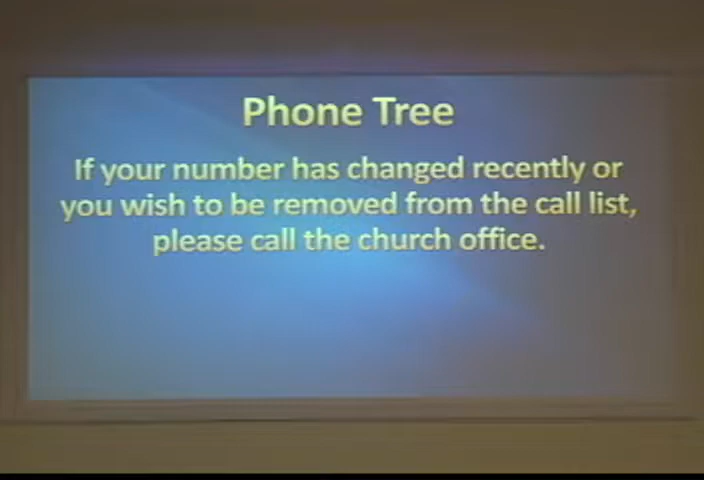 Phone Tree
If your number has changed recently or
you wish to be removed from the call list,
please call the church office.